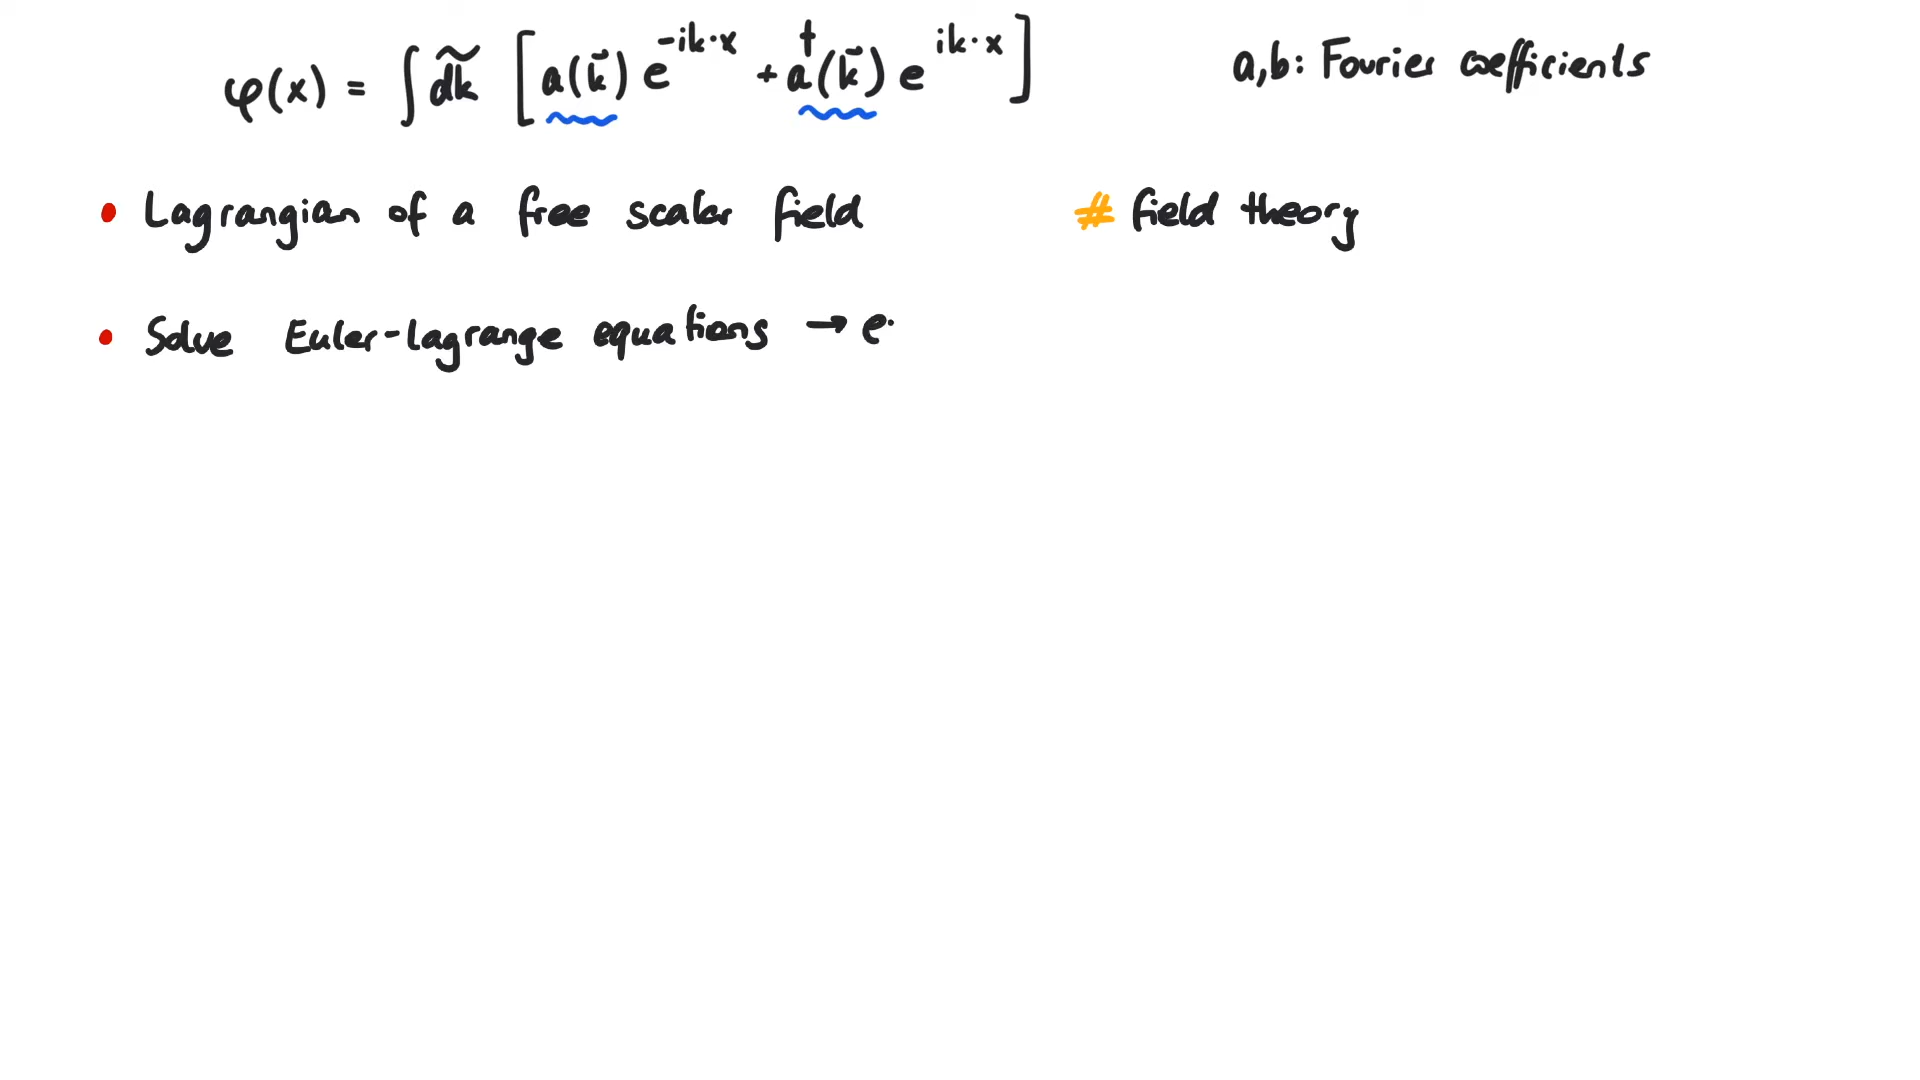 φ(x) = ∫ d̃k [a(k⃗) e^{-ik·x} + a†(k⃗) e^{ik·x}] a,b: Fourier coefficients
• Lagrangian of a free scalar field # field theory
• Solve Euler-Lagrange equations → e